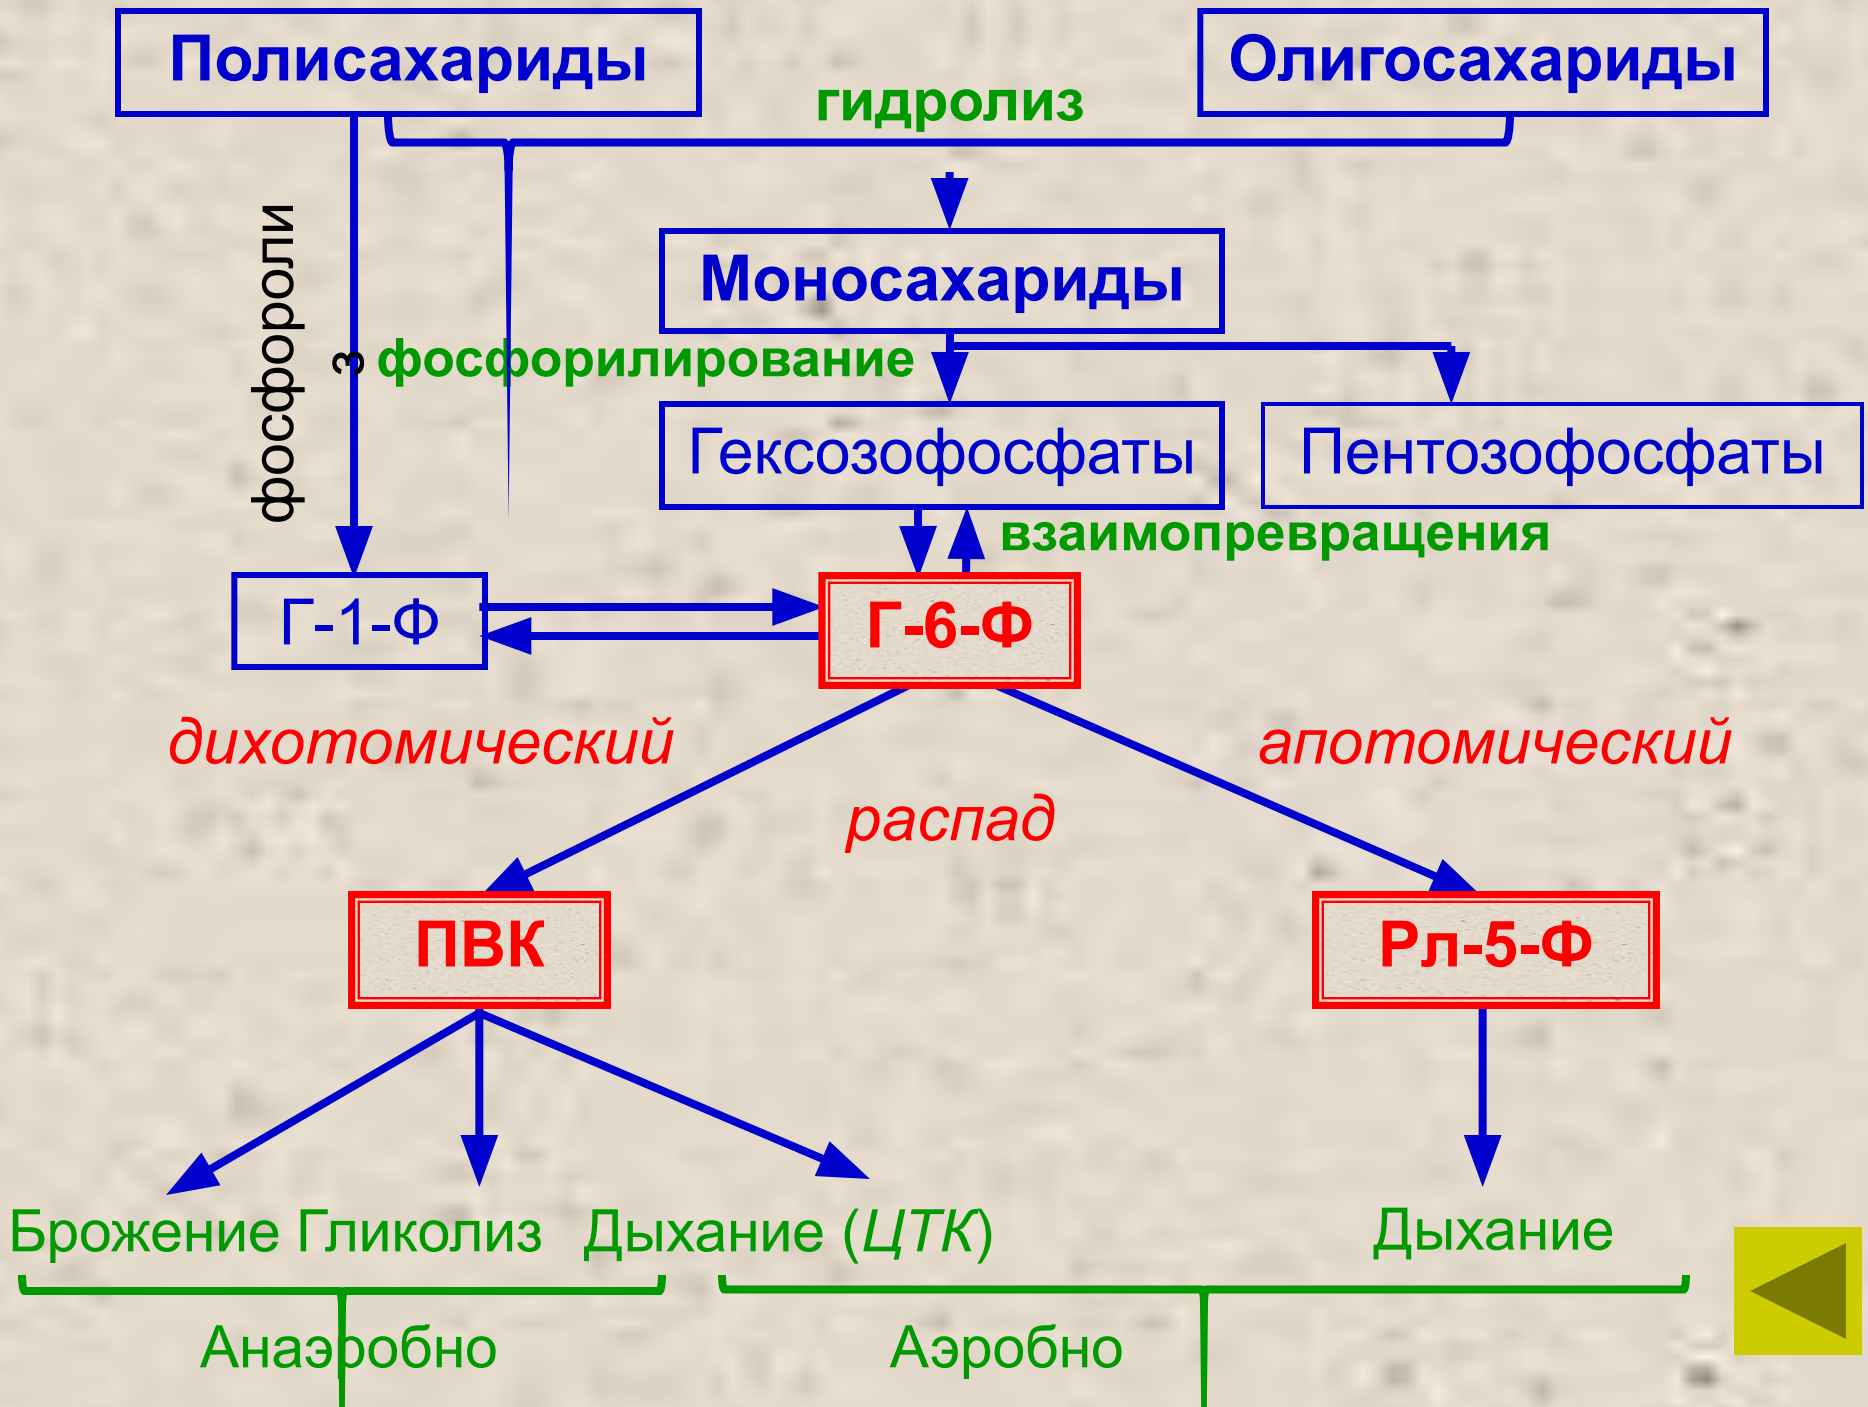 Полисахариды
Олигосахариды
гидролиз
Моносахариды
фосфороли
з
фосфорилирование
Гексозофосфаты
Пентозофосфаты
взаимопревращения
Г-1-Ф
Г-6-Ф
дихотомический
апотомический
распад
ПВК
Рл-5-Ф
Брожение Гликолиз Дыхание (ЦТК)
Дыхание
Анаэробно
Аэробно